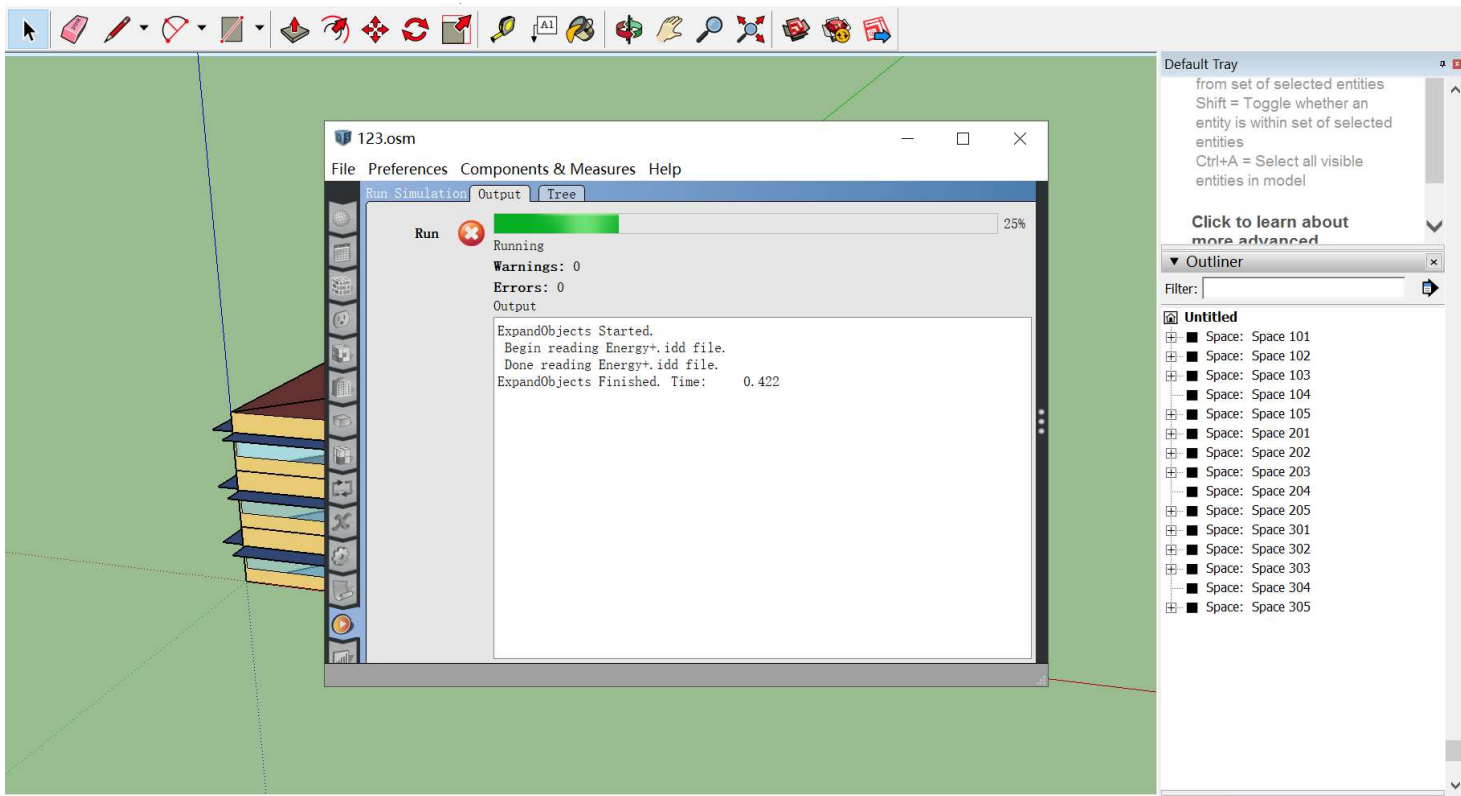 A1
Default Tray
from set of selected entities
Shift = Toggle whether an
entity is within set of selected
entities
Ctrl+A = Select all visible
entities in model
Click to learn about
more advanced
123.osm
File Preferences Components & Measures Help
Run Simulation Output Tree
Run
25%
Running
Warnings: 0
Errors: 0
Output
ExpandObjects Started.
Begin reading Energy+.idd file.
Done reading Energy+.idd file.
ExpandObjects Finished. Time: 0.422
Outliner
Filter:
Untitled
Space: Space 101
Space: Space 102
Space: Space 103
Space: Space 104
Space: Space 105
Space: Space 201
Space: Space 202
Space: Space 203
Space: Space 204
Space: Space 205
Space: Space 301
Space: Space 302
Space: Space 303
Space: Space 304
Space: Space 305